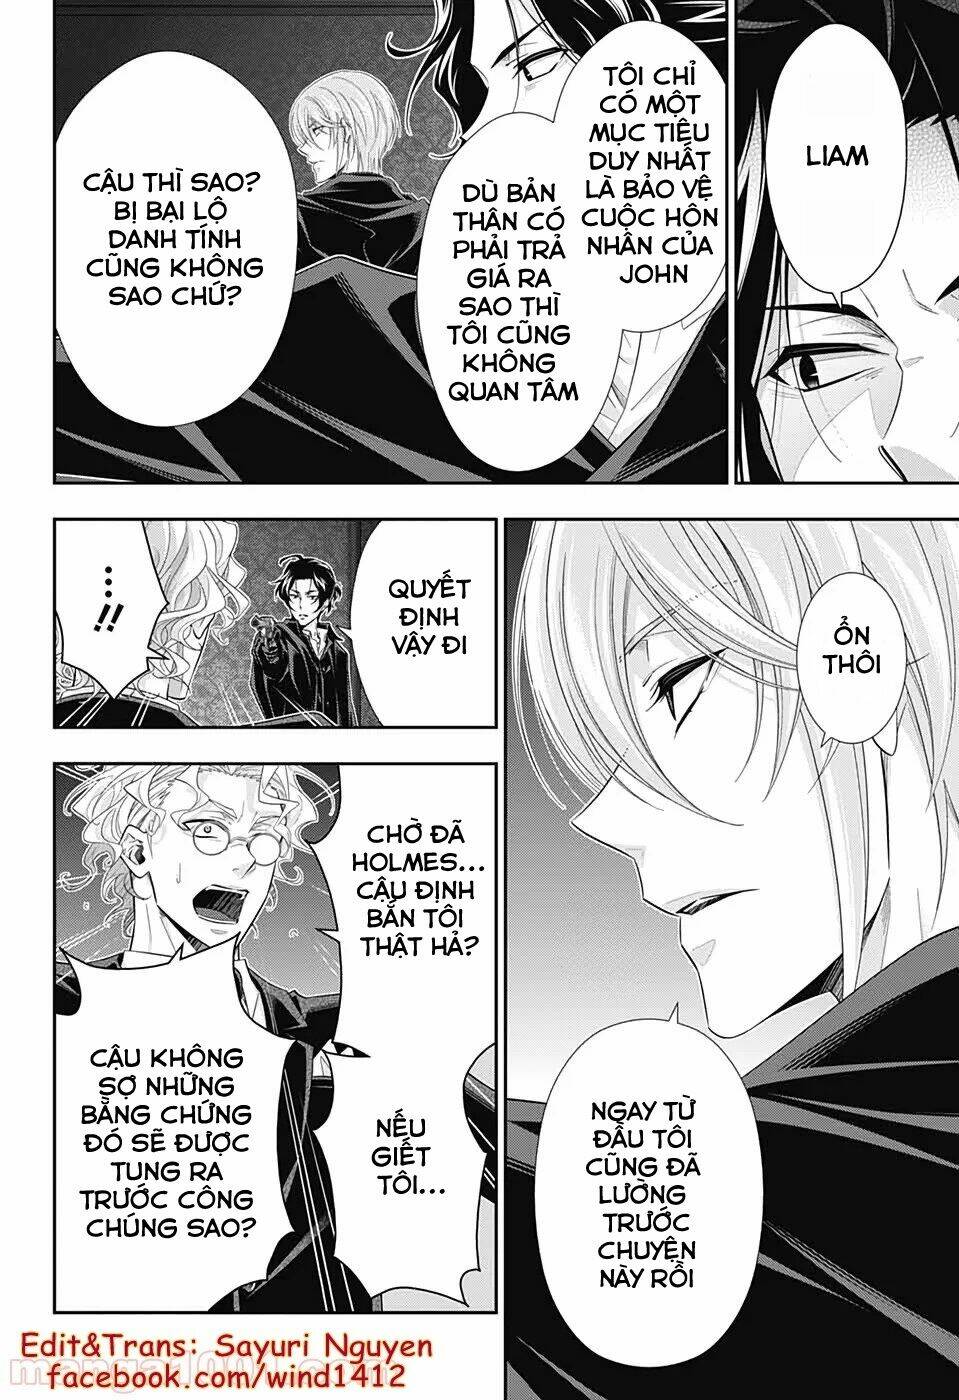 LIAM
TÔI CHỈ
CÓ MỘT
MỤC TIÊU
DUY NHẤT
LÀ BẢO VỆ
CUỘC HÔN
NHÂN CỦA
JOHN
DÙ BẢN
THÂN CÓ
PHẢI TRẢ
GIÁ RA
SAO THÌ
TÔI CŨNG
KHÔNG
QUAN TÂM
CẬU THÌ SAO?
BỊ BẠI LỘ
DANH TÍNH
CŨNG KHÔNG
SAO CHỨ?
ỔN
THÔI
NGAY TỪ
ĐẦU TÔI
CŨNG ĐÃ
LƯỜNG
TRƯỚC
CHUYỆN
NÀY RỒI
QUYẾT
ĐỊNH
VẬY ĐI
...!!
CHỜ ĐÃ
HOLMES...
CẬU ĐỊNH
BẮN TÔI
THẬT HẢ?
NẾU
GIẾT
TÔI...
CẬU KHÔNG
SỢ NHỮNG
BẰNG CHỨNG
ĐÓ SẼ ĐƯỢC
TUNG RA
TRƯỚC CÔNG
CHÚNG SAO?
Edit&Trans: Sayuri Nguyen
facebook.com/wind1412